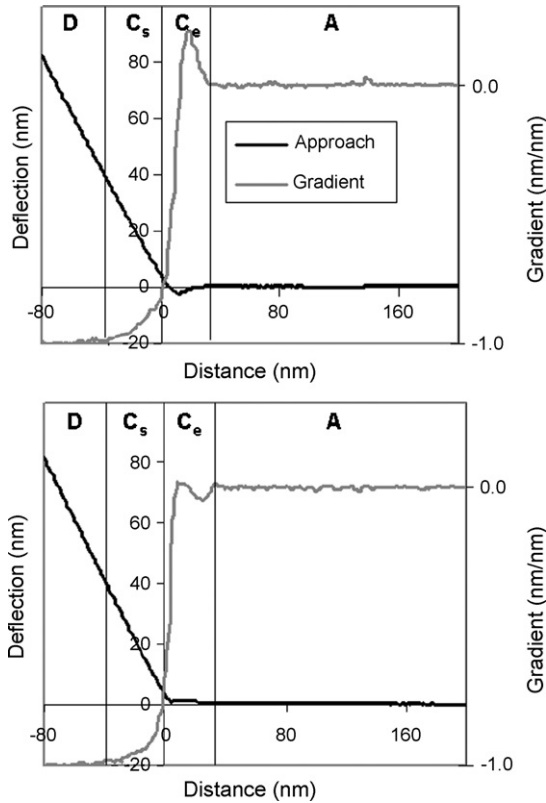 D Cₛ Cₑ A
80
60
40
20
0
-20
Deflection (nm)
0.0
-1.0
Gradient (nm/nm)
Approach
Gradient
-80 0 160
Distance (nm)
D Cₛ Cₑ A
80
60
40
20
0
-20
Deflection (nm)
0.0
-1.0
Gradient (nm/nm)
-80 0 80 160
Distance (nm)